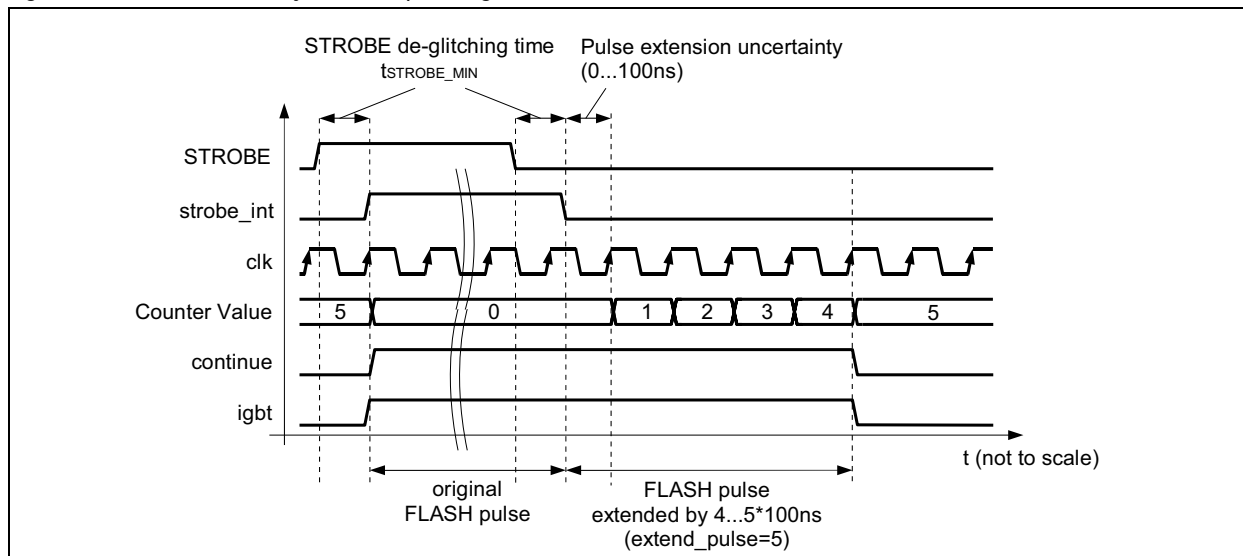 STROBE de-glitching time
tSTROBE_MIN
Pulse extension uncertainty
(0...100ns)
STROBE
strobe_int
clk
Counter Value
5
0
1
2
3
4
5
continue
igbt
t (not to scale)
original
FLASH pulse
FLASH pulse
extended by 4...5*100ns
(extend_pulse=5)